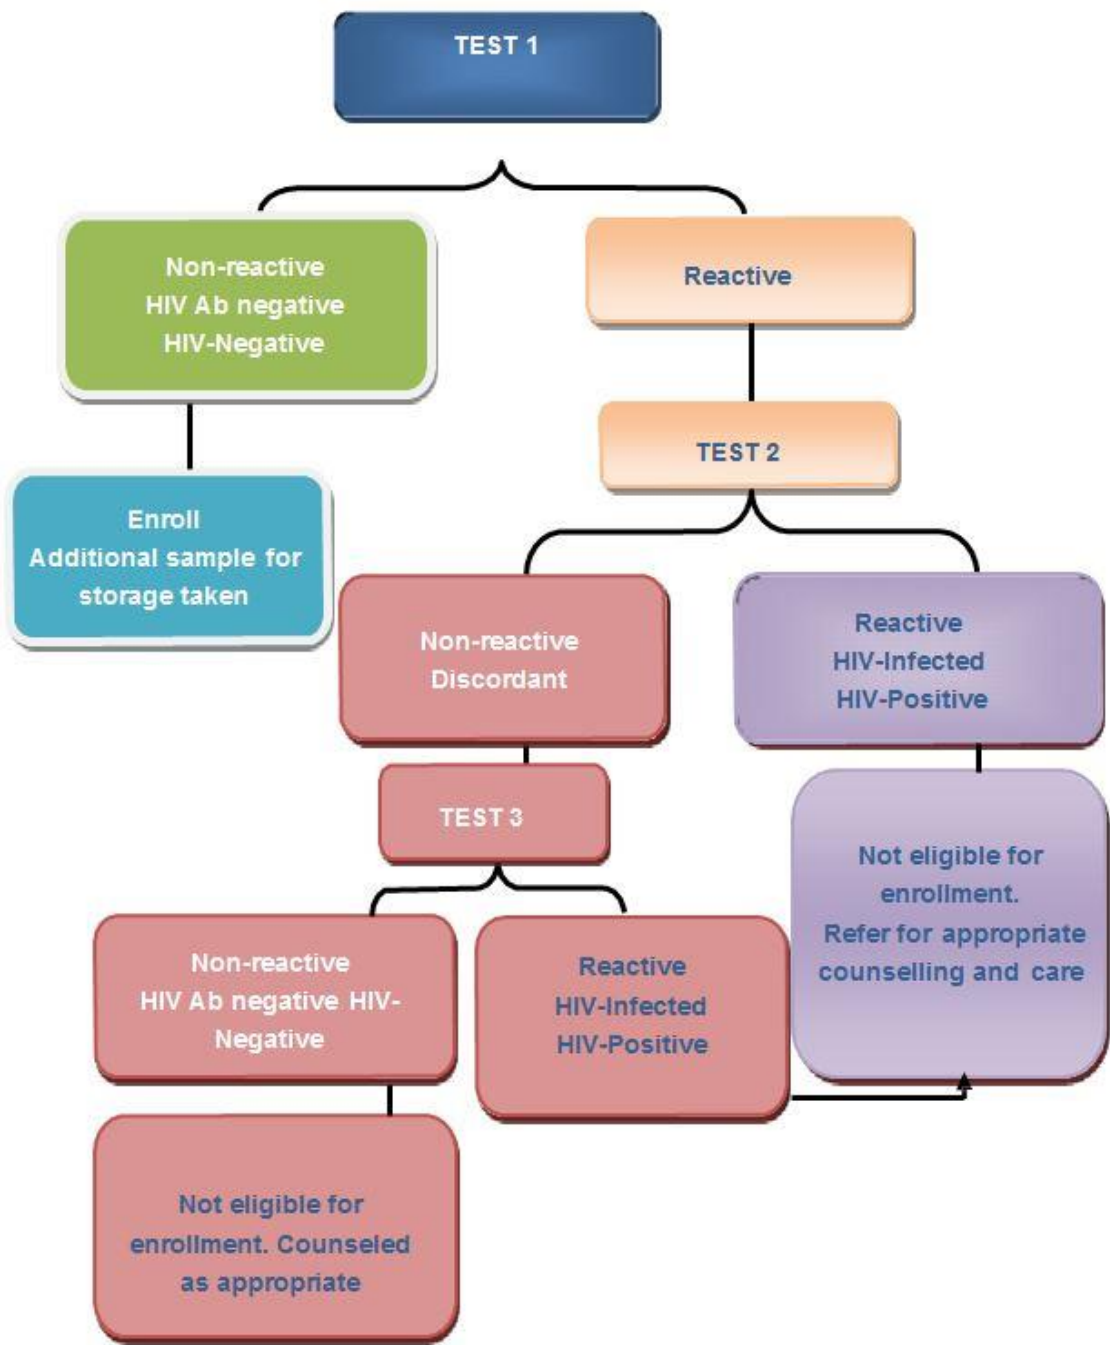 TEST 1
Non-reactive
HIV Ab negative
HIV-Negative
Reactive
TEST 2
Enroll
Additional sample for
storage taken
Non-reactive
Discordant
Reactive
HIV-Infected
HIV-Positive
TEST 3
Not eligible for
enrollment.
Refer for appropriate
counselling and care
Non-reactive
HIV Ab negative HIV-
Negative
Reactive
HIV-Infected
HIV-Positive
Not eligible for
enrollment. Counseled
as appropriate